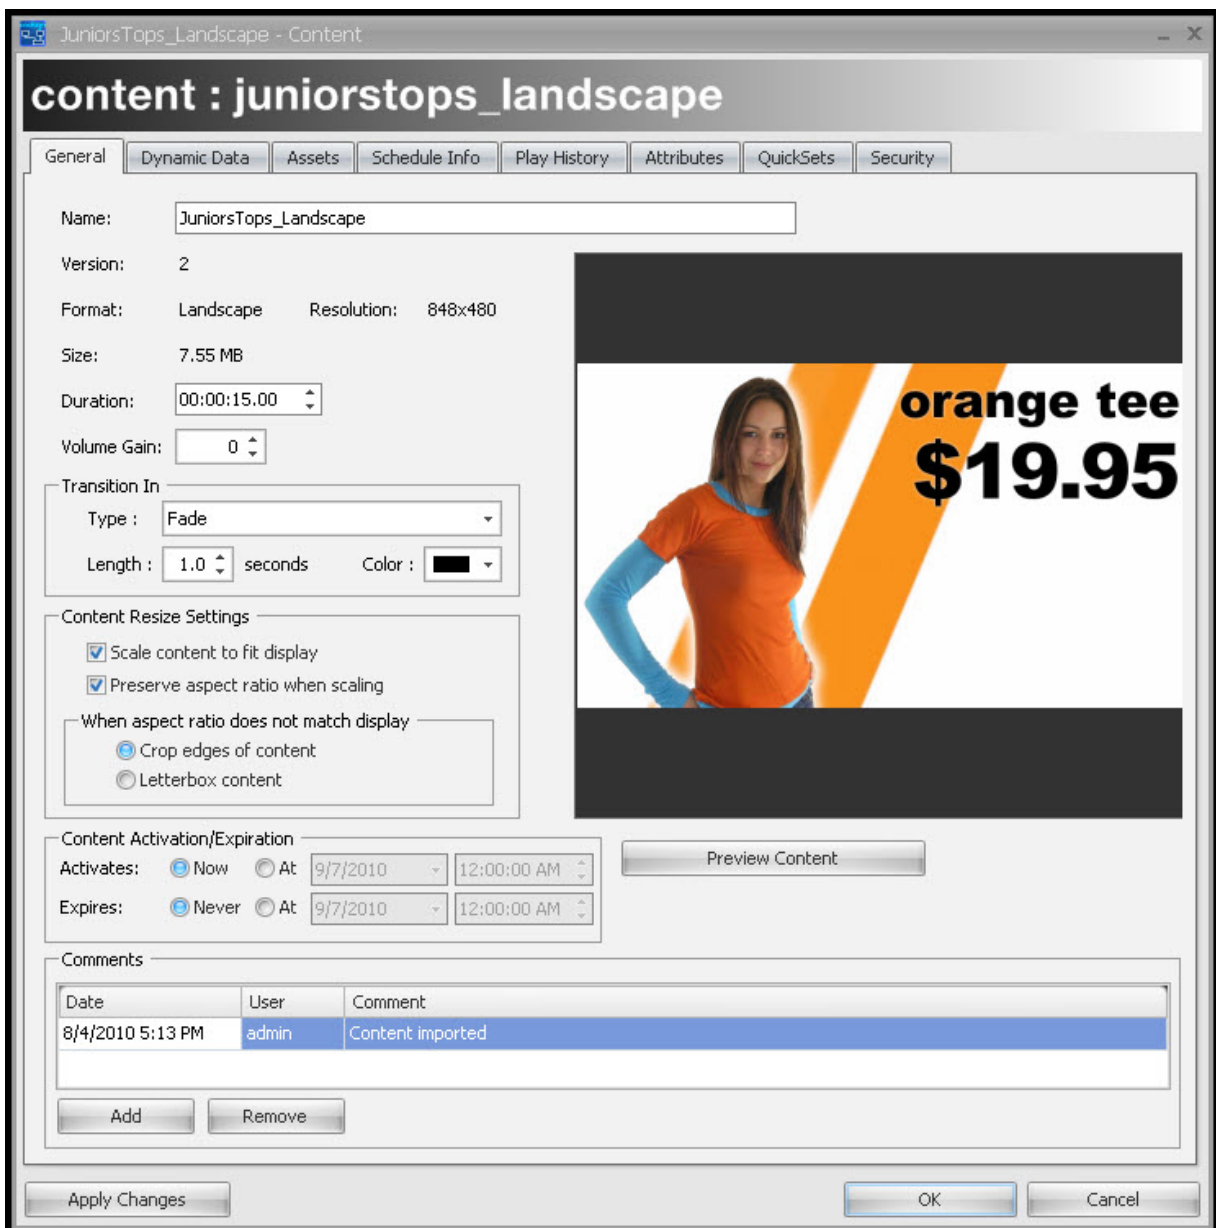 JuniorsTops_Landscape - Content
content : juniorstops_landscape
General Dynamic Data Assets Schedule Info Play History Attributes QuickSets Security
Name: JuniorsTops_Landscape
Version: 2
Format: Landscape Resolution: 848x480
Size: 7.55 MB
Duration: 00:00:15.00
Volume Gain: 0
orange tee
$19.95
Transition In
Type : Fade
Length : 1.0 seconds Color :
Content Resize Settings
Scale content to fit display
Preserve aspect ratio when scaling
When aspect ratio does not match display
Crop edges of content
Letterbox content
Content Activation/Expiration
Activates: Now At 9/7/2010 12:00:00 AM
Expires: Never At 9/7/2010 12:00:00 AM
Preview Content
Comments
Date User Comment
8/4/2010 5:13 PM admin Content imported
Add Remove
Apply Changes OK Cancel